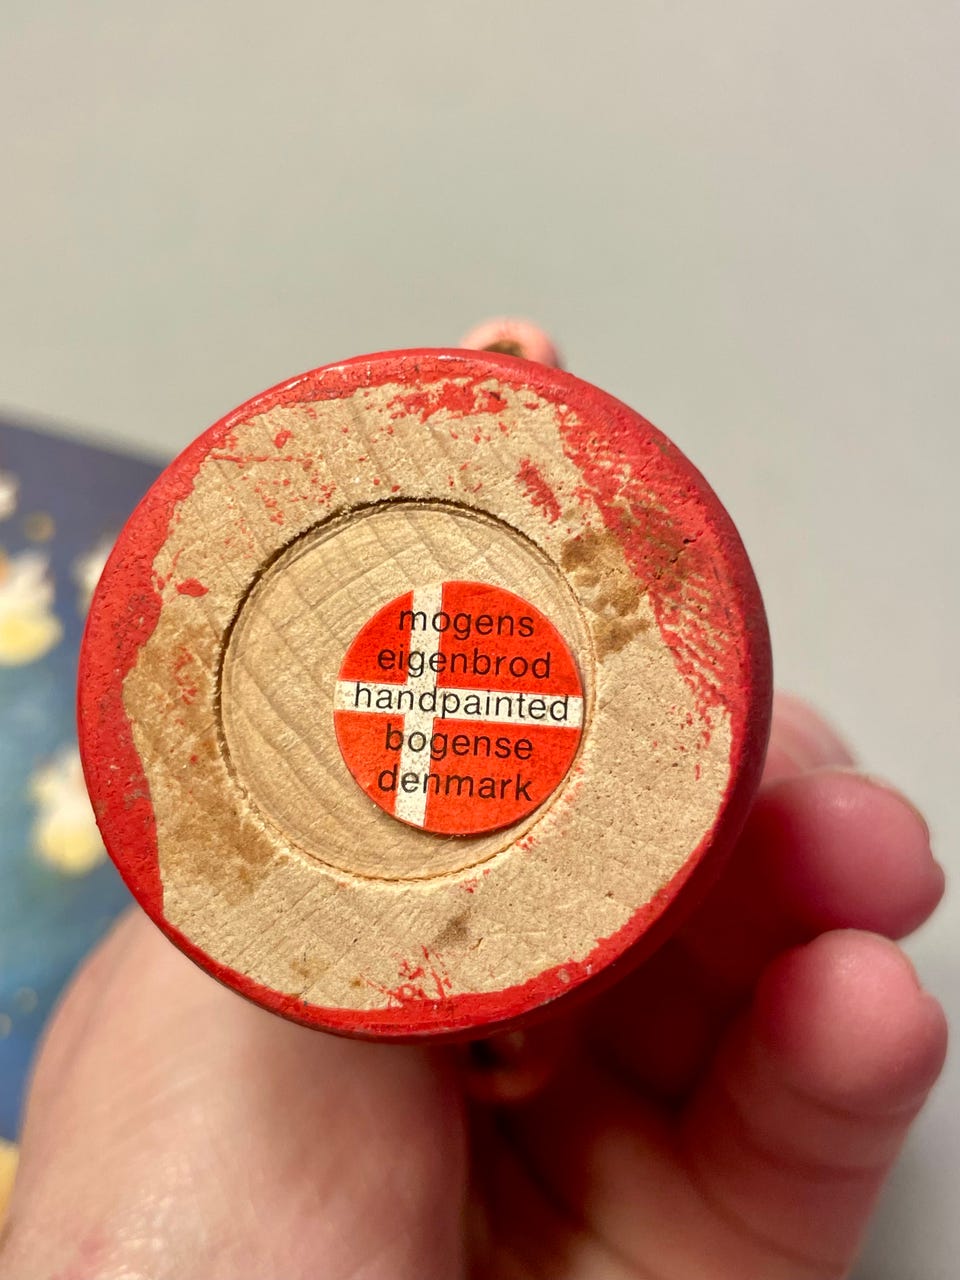 mogens
eigenbrod
handpainted
bogense
denmark